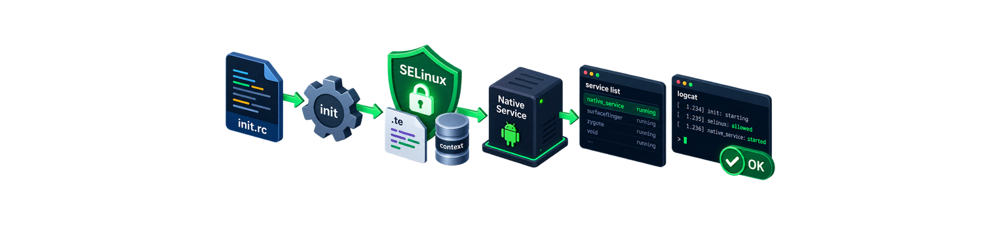 init.rc
init
SELinux
.te
context
Native
Service
service list
native_service running
surfaceflinger running
zygote running
vold running
...
logcat
[ 1.234] init: starting
[ 1.235] selinux: allowed
[ 1.236] native_service: started
>
OK